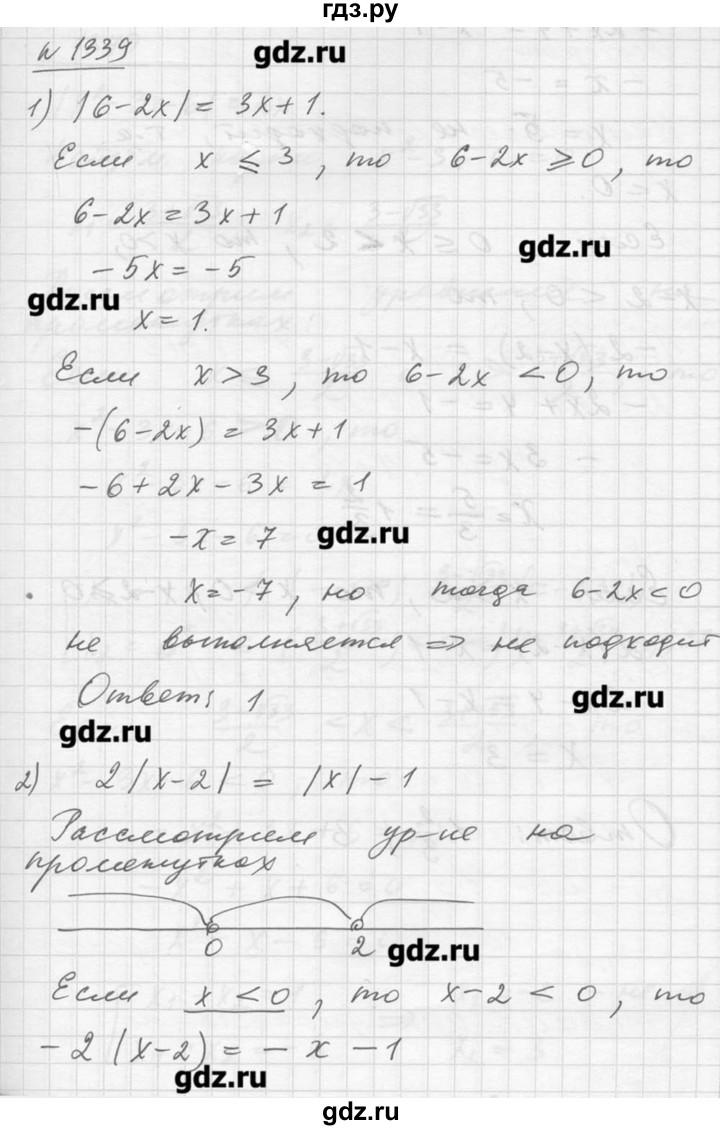 гдз.ру
N 1339
gdz.ru
1) |6-2x| = 3x+1.
Если x ⩽ 3, то 6-2x ⩾ 0, то
6-2x = 3x+1
gdz.ru
-5x = -5
gdz.ru
x = 1.
Если x > 3, то 6-2x < 0, то
-(6-2x) = 3x+1
-6+2x-3x = 1
-x = 7 gdz.ru
x = -7, но тогда 6-2x < 0
не выполняется => не подходит
Ответ: 1 gdz.ru
gdz.ru
2) 2|x-2| = |x|-1
Рассмотрим ур-ие на
промежутках
0 2 gdz.ru
Если x < 0, то x-2 < 0, то
-2(x-2) = -x-1
gdz.ru
gdz.ru